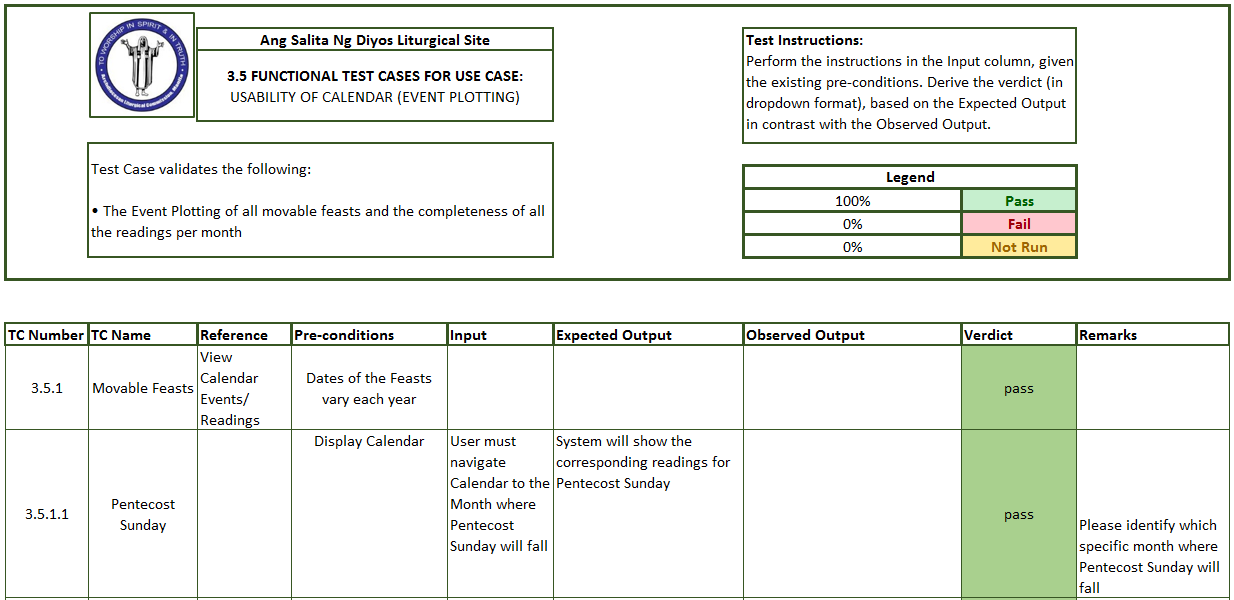 TO WORSHIP IN SPIRIT & IN TRUTH
Archdiocesan Liturgical Commission, Manila
Ang Salita Ng Diyos Liturgical Site
3.5 FUNCTIONAL TEST CASES FOR USE CASE:
USABILITY OF CALENDAR (EVENT PLOTTING)
Test Case validates the following:
• The Event Plotting of all movable feasts and the completeness of all
the readings per month
Test Instructions:
Perform the instructions in the Input column, given
the existing pre-conditions. Derive the verdict (in
dropdown format), based on the Expected Output
in contrast with the Observed Output.
Legend
100% Pass
0% Fail
0% Not Run
TC Number TC Name Reference Pre-conditions Input Expected Output Observed Output Verdict Remarks
3.5.1
Movable Feasts
View
Calendar
Events/
Readings
Dates of the Feasts
vary each year
pass
3.5.1.1
Pentecost
Sunday
Display Calendar
User must
navigate
Calendar to the
Month where
Pentecost
Sunday will fall
System will show the
corresponding readings for
Pentecost Sunday
pass
Please identify which
specific month where
Pentecost Sunday will
fall